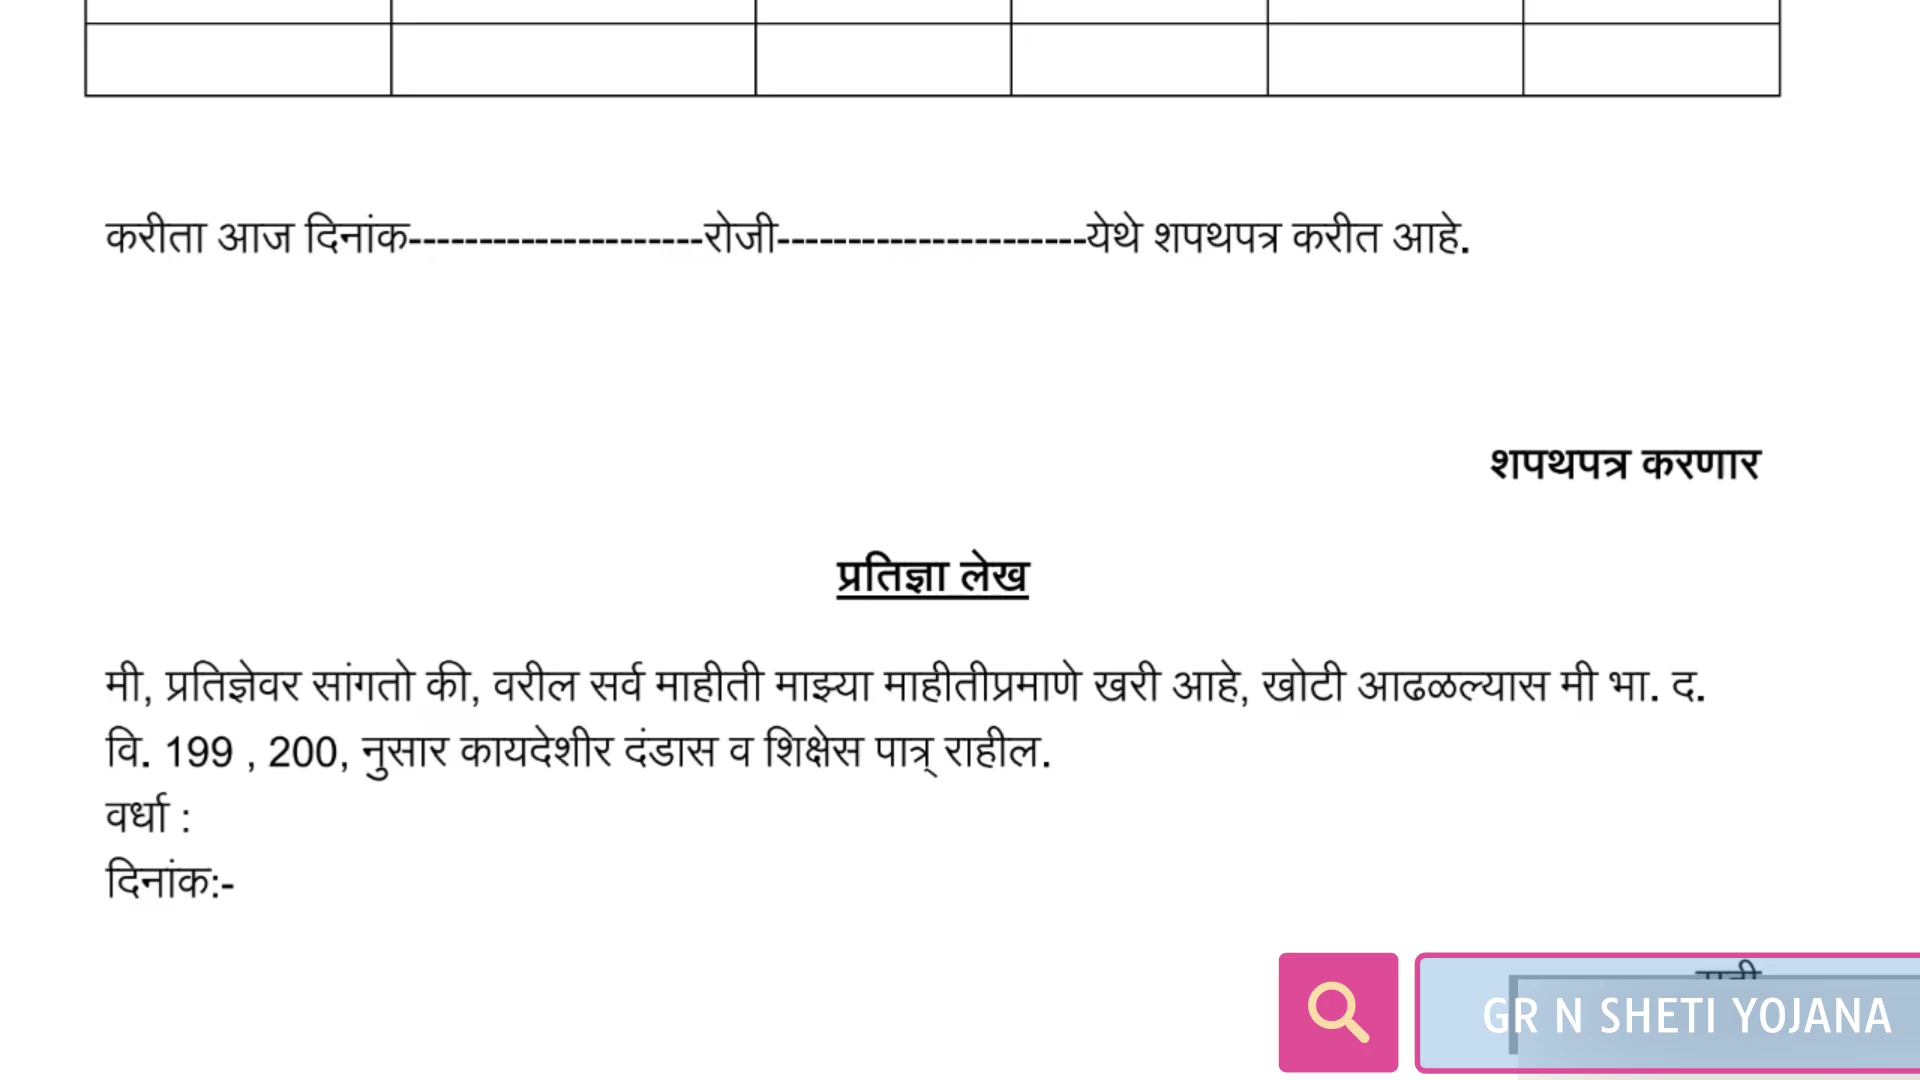 करीता आज दिनांक---------------------रोजी----------------------येथे शपथपत्र करीत आहे.
शपथपत्र करणार
प्रतिज्ञा लेख
मी, प्रतिज्ञेवर सांगतो की, वरील सर्व माहीती माझ्या माहीतीप्रमाणे खरी आहे, खोटी आढळल्यास मी भा. द.
वि. 199 , 200, नुसार कायदेशीर दंडास व शिक्षेस पात्र् राहील.
वर्धा :
दिनांक:-
GR N SHETI YOJANA